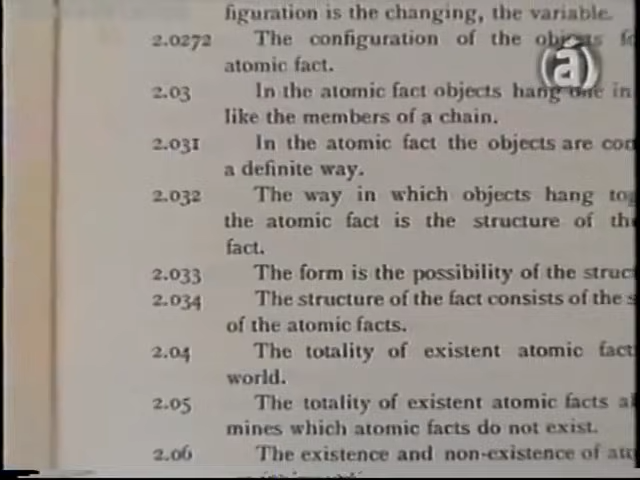 figuration is the changing, the variable.
2.0272 The configuration of the objects
atomic fact.
2.03 In the atomic fact objects hang one in
like the members of a chain.
2.031 In the atomic fact the objects are
a definite way.
2.032 The way in which objects hang
the atomic fact is the structure of
fact.
2.033 The form is the possibility of the
2.034 The structure of the fact consists of the
of the atomic facts.
2.04 The totality of existent atomic
world.
2.05 The totality of existent atomic facts
mines which atomic facts do not exist.
2.06 The existence and non-existence of
á